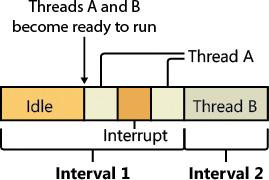 Threads A and B
become ready to run
Thread A
Idle
Thread B
Interrupt
Interval 1
Interval 2